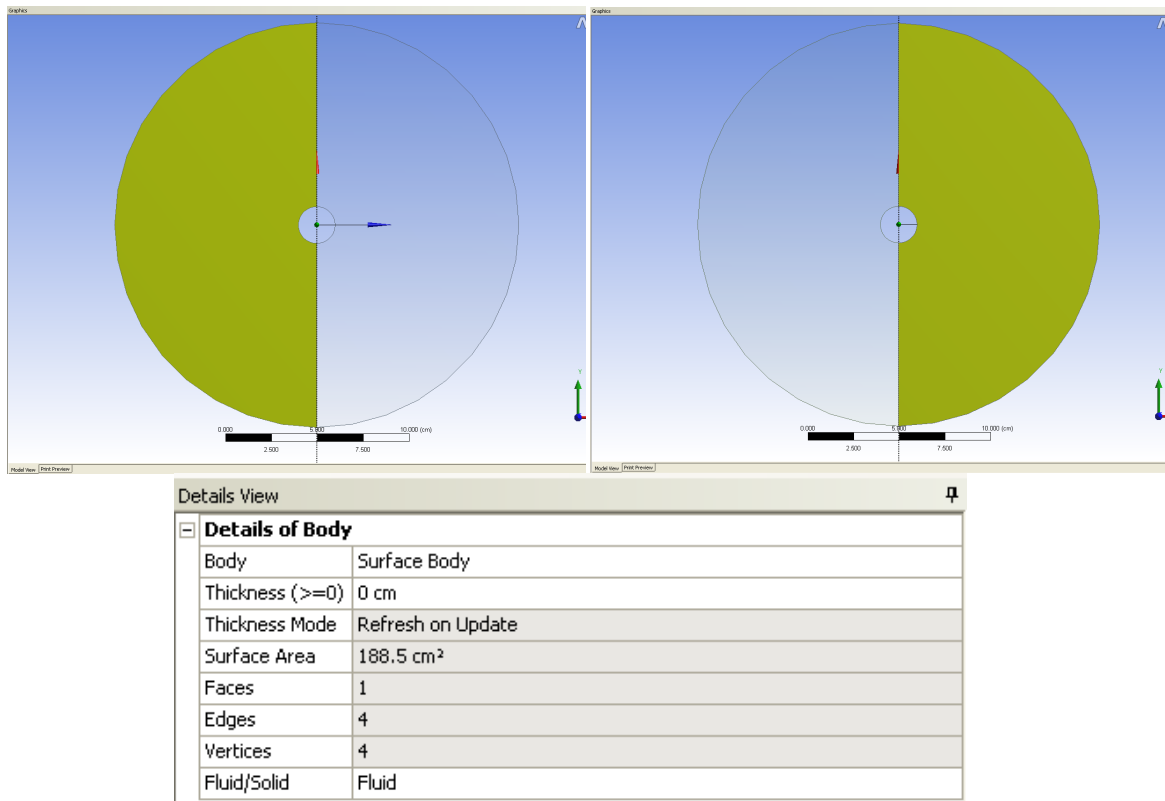 Graphics
0.000 5.000 10.000 (cm)
2.500 7.500
Y
Model View Print Preview
Graphics
0.000 5.000 10.000 (cm)
2.500 7.500
Y
Model View Print Preview
Details View
Details of Body
Body Surface Body
Thickness (>=0) 0 cm
Thickness Mode Refresh on Update
Surface Area 188.5 cm²
Faces 1
Edges 4
Vertices 4
Fluid/Solid Fluid